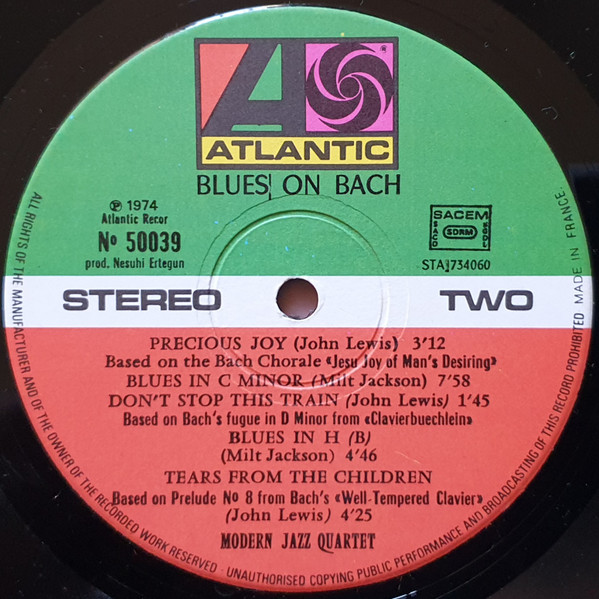 ATLANTIC
BLUES ON BACH
℗ 1974
Atlantic Recor
Nº 50039
prod. Nesuhi Ertegun
SACEM
SACD SDRM SGDL
STA 734060
STEREO TWO
PRECIOUS JOY (John Lewis) 3'12
Based on the Bach Chorale «Jesu Joy of Man's Desiring»
BLUES IN C MINOR (Milt Jackson) 7'58
DON'T STOP THIS TRAIN (John Lewis) 1'45
Based on Bach's fugue in D Minor from «Clavierbuechlein»
BLUES IN H (B)
(Milt Jackson) 4'46
TEARS FROM THE CHILDREN
Based on Prelude Nº 8 from Bach's «Well-Tempered Clavier»
(John Lewis) 4'25
MODERN JAZZ QUARTET
ALL RIGHTS OF THE MANUFACTURER AND OF THE OWNER OF THE RECORDED WORK RESERVED - UNAUTHORISED COPYING PUBLIC PERFORMANCE AND BROADCASTING OF THIS RECORD PROHIBITED MADE IN FRANCE